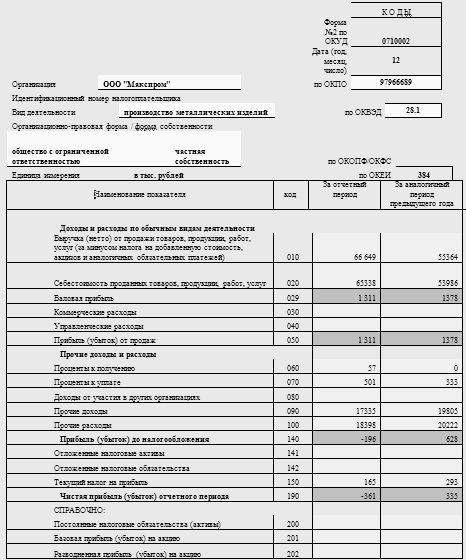 К О Д Ы
Форма №2 по ОКУД 0710002
Дата (год, месяц, число) 12
Организация ООО "Макспром" по ОКПО 97966689
Идентификационный номер налогоплательщика
Вид деятельности производство металлических изделий по ОКВЭД 28.1
Организационно-правовая форма / форма собственности
общество с ограниченной ответственностью частная собственность по ОКОПФ/ОКФС
Единица измерения в тыс. рублей по ОКЕИ 384
Наименование показателя код За отчетный период За аналогичный период предыдущего года
Доходы и расходы по обычным видам деятельности
Выручка (нетто) от продажи товаров, продукции, работ,
услуг (за минусом налога на добавленную стоимость,
акцизов и аналогичных обязательных платежей) 010 66 649 55364
Себестоимость проданных товаров, продукции, работ, услуг 020 65338 53986
Валовая прибыль 029 1 311 1378
Коммерческие расходы 030
Управленческие расходы 040
Прибыль (убыток) от продаж 050 1 311 1378
Прочие доходы и расходы
Проценты к получению 060 57 0
Проценты к уплате 070 501 333
Доходы от участия в других организациях 080
Прочие доходы 090 17335 19805
Прочие расходы 100 18398 20222
Прибыль (убыток) до налогообложения 140 -196 628
Отложенные налоговые активы 141
Отложенные налоговые обязательства 142
Текущий налог на прибыль 150 165 293
Чистая прибыль (убыток) отчетного периода 190 -361 335
СПРАВОЧНО:
Постоянные налоговые обязательства (активы) 200
Базовая прибыль (убыток) на акцию 201
Разводненная прибыль (убыток) на акцию 202